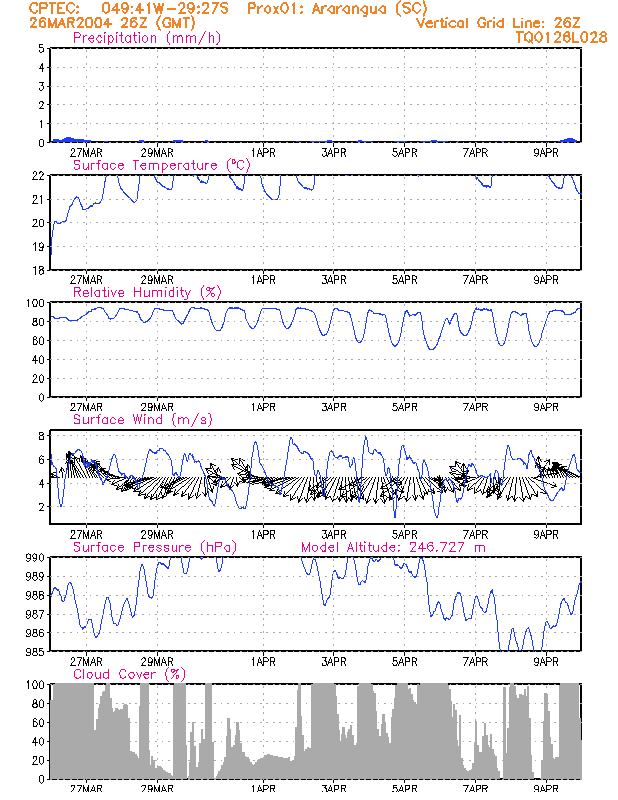 CPTEC: 049:41W-29:27S Prox01: Ararangua (SC)
26MAR2004 26Z (GMT) Vertical Grid Line: 26Z
Precipitation (mm/h) TQ0126L028
5
4
3
2
1
0
27MAR 29MAR 1APR 3APR 5APR 7APR 9APR
Surface Temperature (ºC)
22
21
20
19
18
27MAR 29MAR 1APR 3APR 5APR 7APR 9APR
Relative Humidity (%)
100
80
60
40
20
0
27MAR 29MAR 1APR 3APR 5APR 7APR 9APR
Surface Wind (m/s)
8
6
4
2
27MAR 29MAR 1APR 3APR 5APR 7APR 9APR
Surface Pressure (hPa) Model Altitude: 246.727 m
990
989
988
987
986
985
27MAR 29MAR 1APR 3APR 5APR 7APR 9APR
Cloud Cover (%)
100
80
60
40
20
0
27MAR 29MAR 1APR 3APR 5APR 7APR 9APR